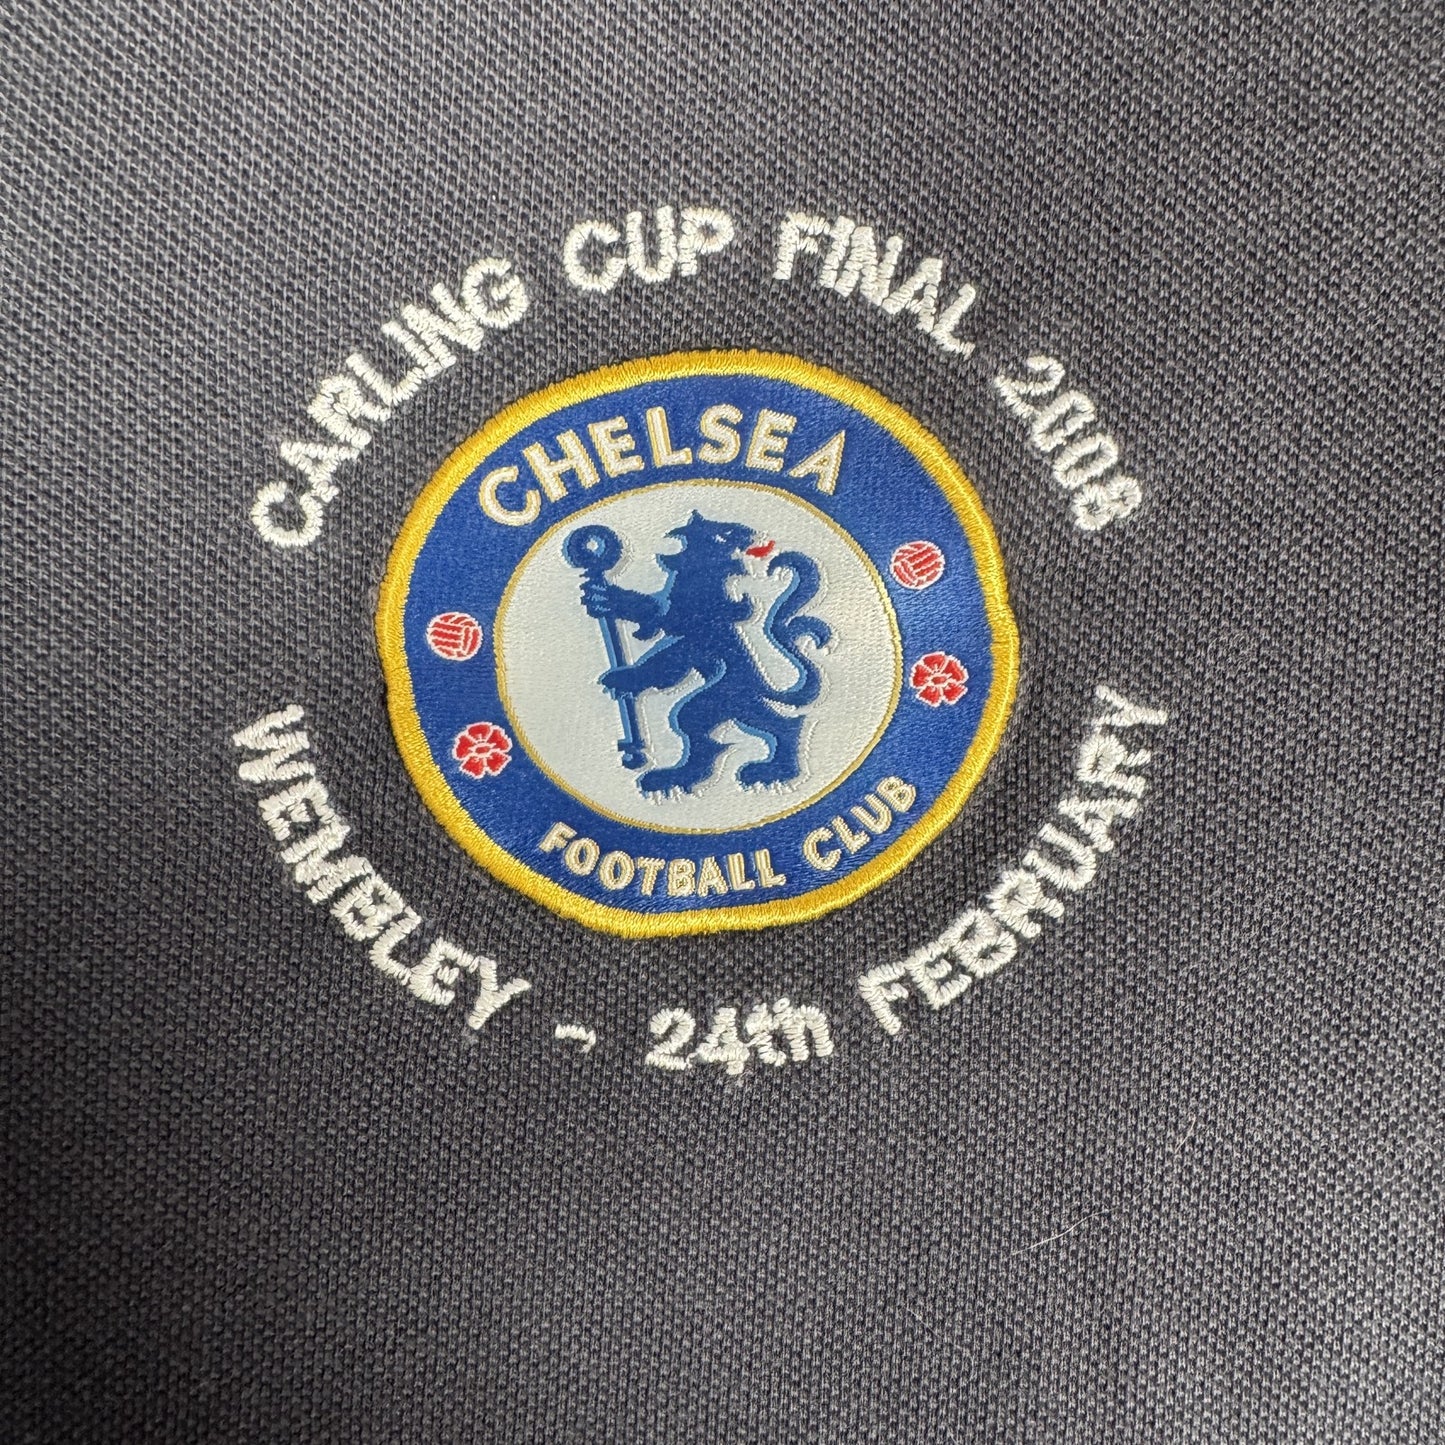 CARLING CUP FINAL 2008
CHELSEA
FOOTBALL CLUB
WEMBLEY - 24th FEBRUARY